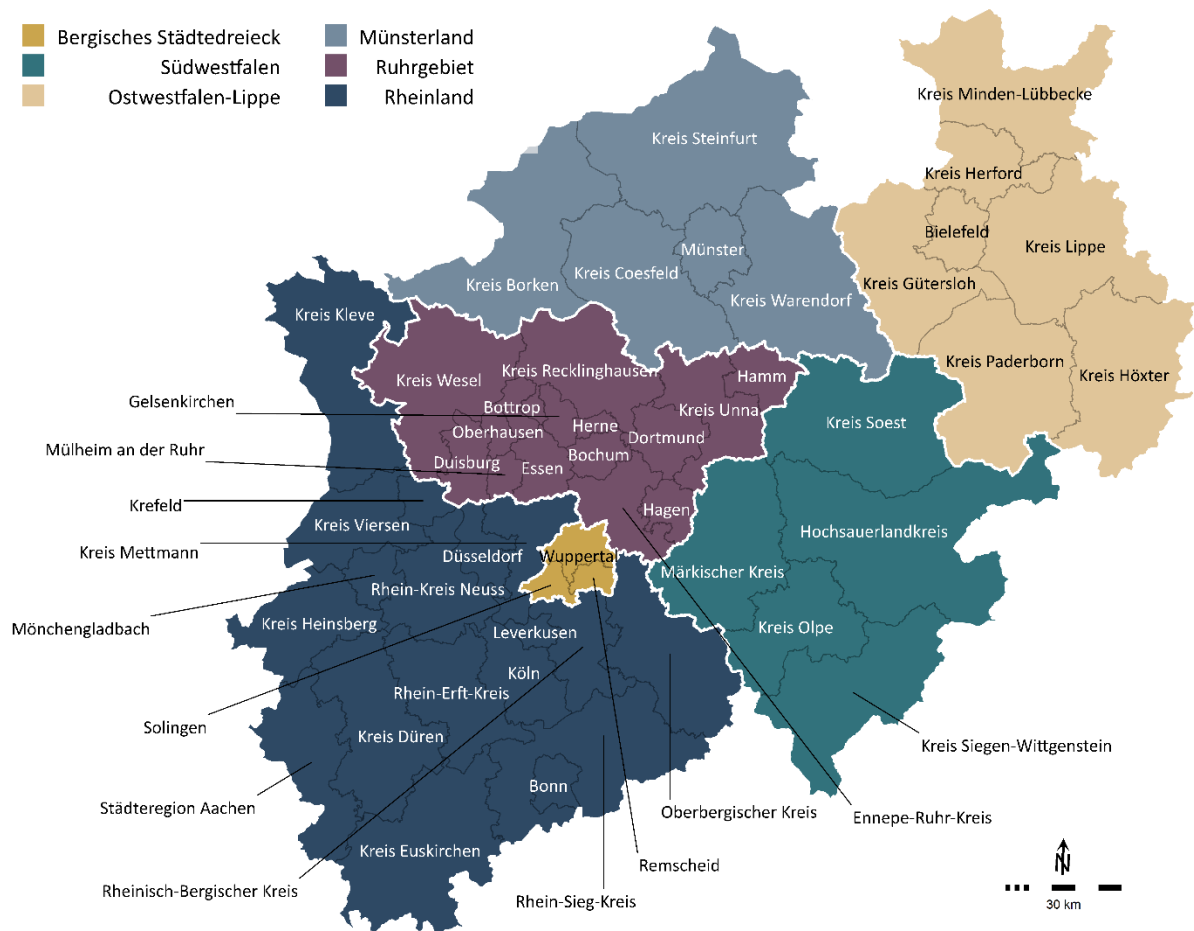 Bergisches Städtedreieck
Südwestfalen
Ostwestfalen-Lippe
Münsterland
Ruhrgebiet
Rheinland
Kreis Minden-Lübbecke
Kreis Steinfurt
Kreis Herford
Bielefeld
Münster
Kreis Lippe
Kreis Coesfeld
Kreis Gütersloh
Kreis Borken
Kreis Warendorf
Kreis Kleve
Kreis Paderborn
Kreis Höxter
Kreis Recklinghausen
Hamm
Kreis Wesel
Gelsenkirchen
Bottrop
Kreis Unna
Herne
Kreis Soest
Oberhausen
Dortmund
Mülheim an der Ruhr
Bochum
Duisburg
Essen
Krefeld
Hagen
Kreis Viersen
Hochsauerlandkreis
Kreis Mettmann
Düsseldorf
Wuppertal
Märkischer Kreis
Rhein-Kreis Neuss
Mönchengladbach
Kreis Heinsberg
Leverkusen
Kreis Olpe
Köln
Rhein-Erft-Kreis
Solingen
Kreis Düren
Kreis Siegen-Wittgenstein
Bonn
Städteregion Aachen
Oberbergischer Kreis
Ennepe-Ruhr-Kreis
Kreis Euskirchen
Remscheid
Rheinisch-Bergischer Kreis
Rhein-Sieg-Kreis
N
30 km